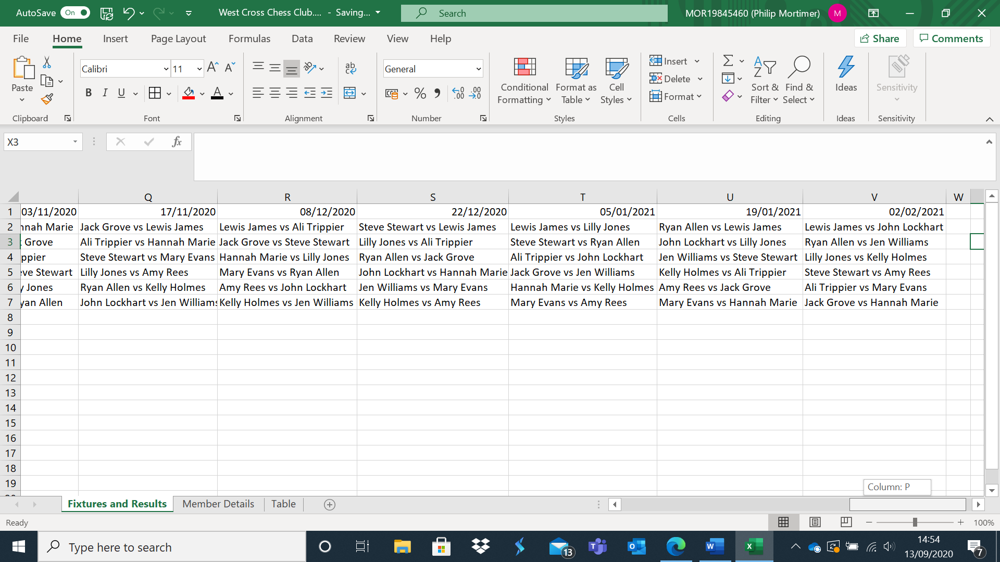 AutoSave On West Cross Chess Club.... - Saving... Search MOR19845460 (Philip Mortimer) M
File Home Insert Page Layout Formulas Data Review View Help Share Comments
Paste
Calibri 11
B I U A
ab
General
% .00 .00
Conditional Formatting
Format as Table
Cell Styles
Insert
Delete
Format
Sort & Filter
Find & Select
Ideas
Sensitivity
Clipboard Font Alignment Number Styles Cells Editing Ideas Sensitivity
X3 fx
Q R S T U V W
1 03/11/2020 17/11/2020 08/12/2020 22/12/2020 05/01/2021 19/01/2021 02/02/2021
2 nnah Marie Jack Grove vs Lewis James Lewis James vs Ali Trippier Steve Stewart vs Lewis James Lewis James vs Lilly Jones Ryan Allen vs Lewis James Lewis James vs John Lockhart
3 Grove Ali Trippier vs Hannah Marie Jack Grove vs Steve Stewart Lilly Jones vs Ali Trippier Steve Stewart vs Ryan Allen John Lockhart vs Lilly Jones Ryan Allen vs Jen Williams
4 ppier Steve Stewart vs Mary Evans Hannah Marie vs Lilly Jones Ryan Allen vs Jack Grove Ali Trippier vs John Lockhart Jen Williams vs Steve Stewart Lilly Jones vs Kelly Holmes
5 eve Stewart Lilly Jones vs Amy Rees Mary Evans vs Ryan Allen John Lockhart vs Hannah Marie Jack Grove vs Jen Williams Kelly Holmes vs Ali Trippier Steve Stewart vs Amy Rees
6 y Jones Ryan Allen vs Kelly Holmes Amy Rees vs John Lockhart Jen Williams vs Mary Evans Hannah Marie vs Kelly Holmes Amy Rees vs Jack Grove Ali Trippier vs Mary Evans
7 yan Allen John Lockhart vs Jen Williams Kelly Holmes vs Jen Williams Kelly Holmes vs Amy Rees Mary Evans vs Amy Rees Mary Evans vs Hannah Marie Jack Grove vs Hannah Marie
8
9
10
11
12
13
14
15
16
17
18
19
Column: P
Fixtures and Results Member Details Table
Ready 100%
Type here to search 13 14:54
13/09/2020 7